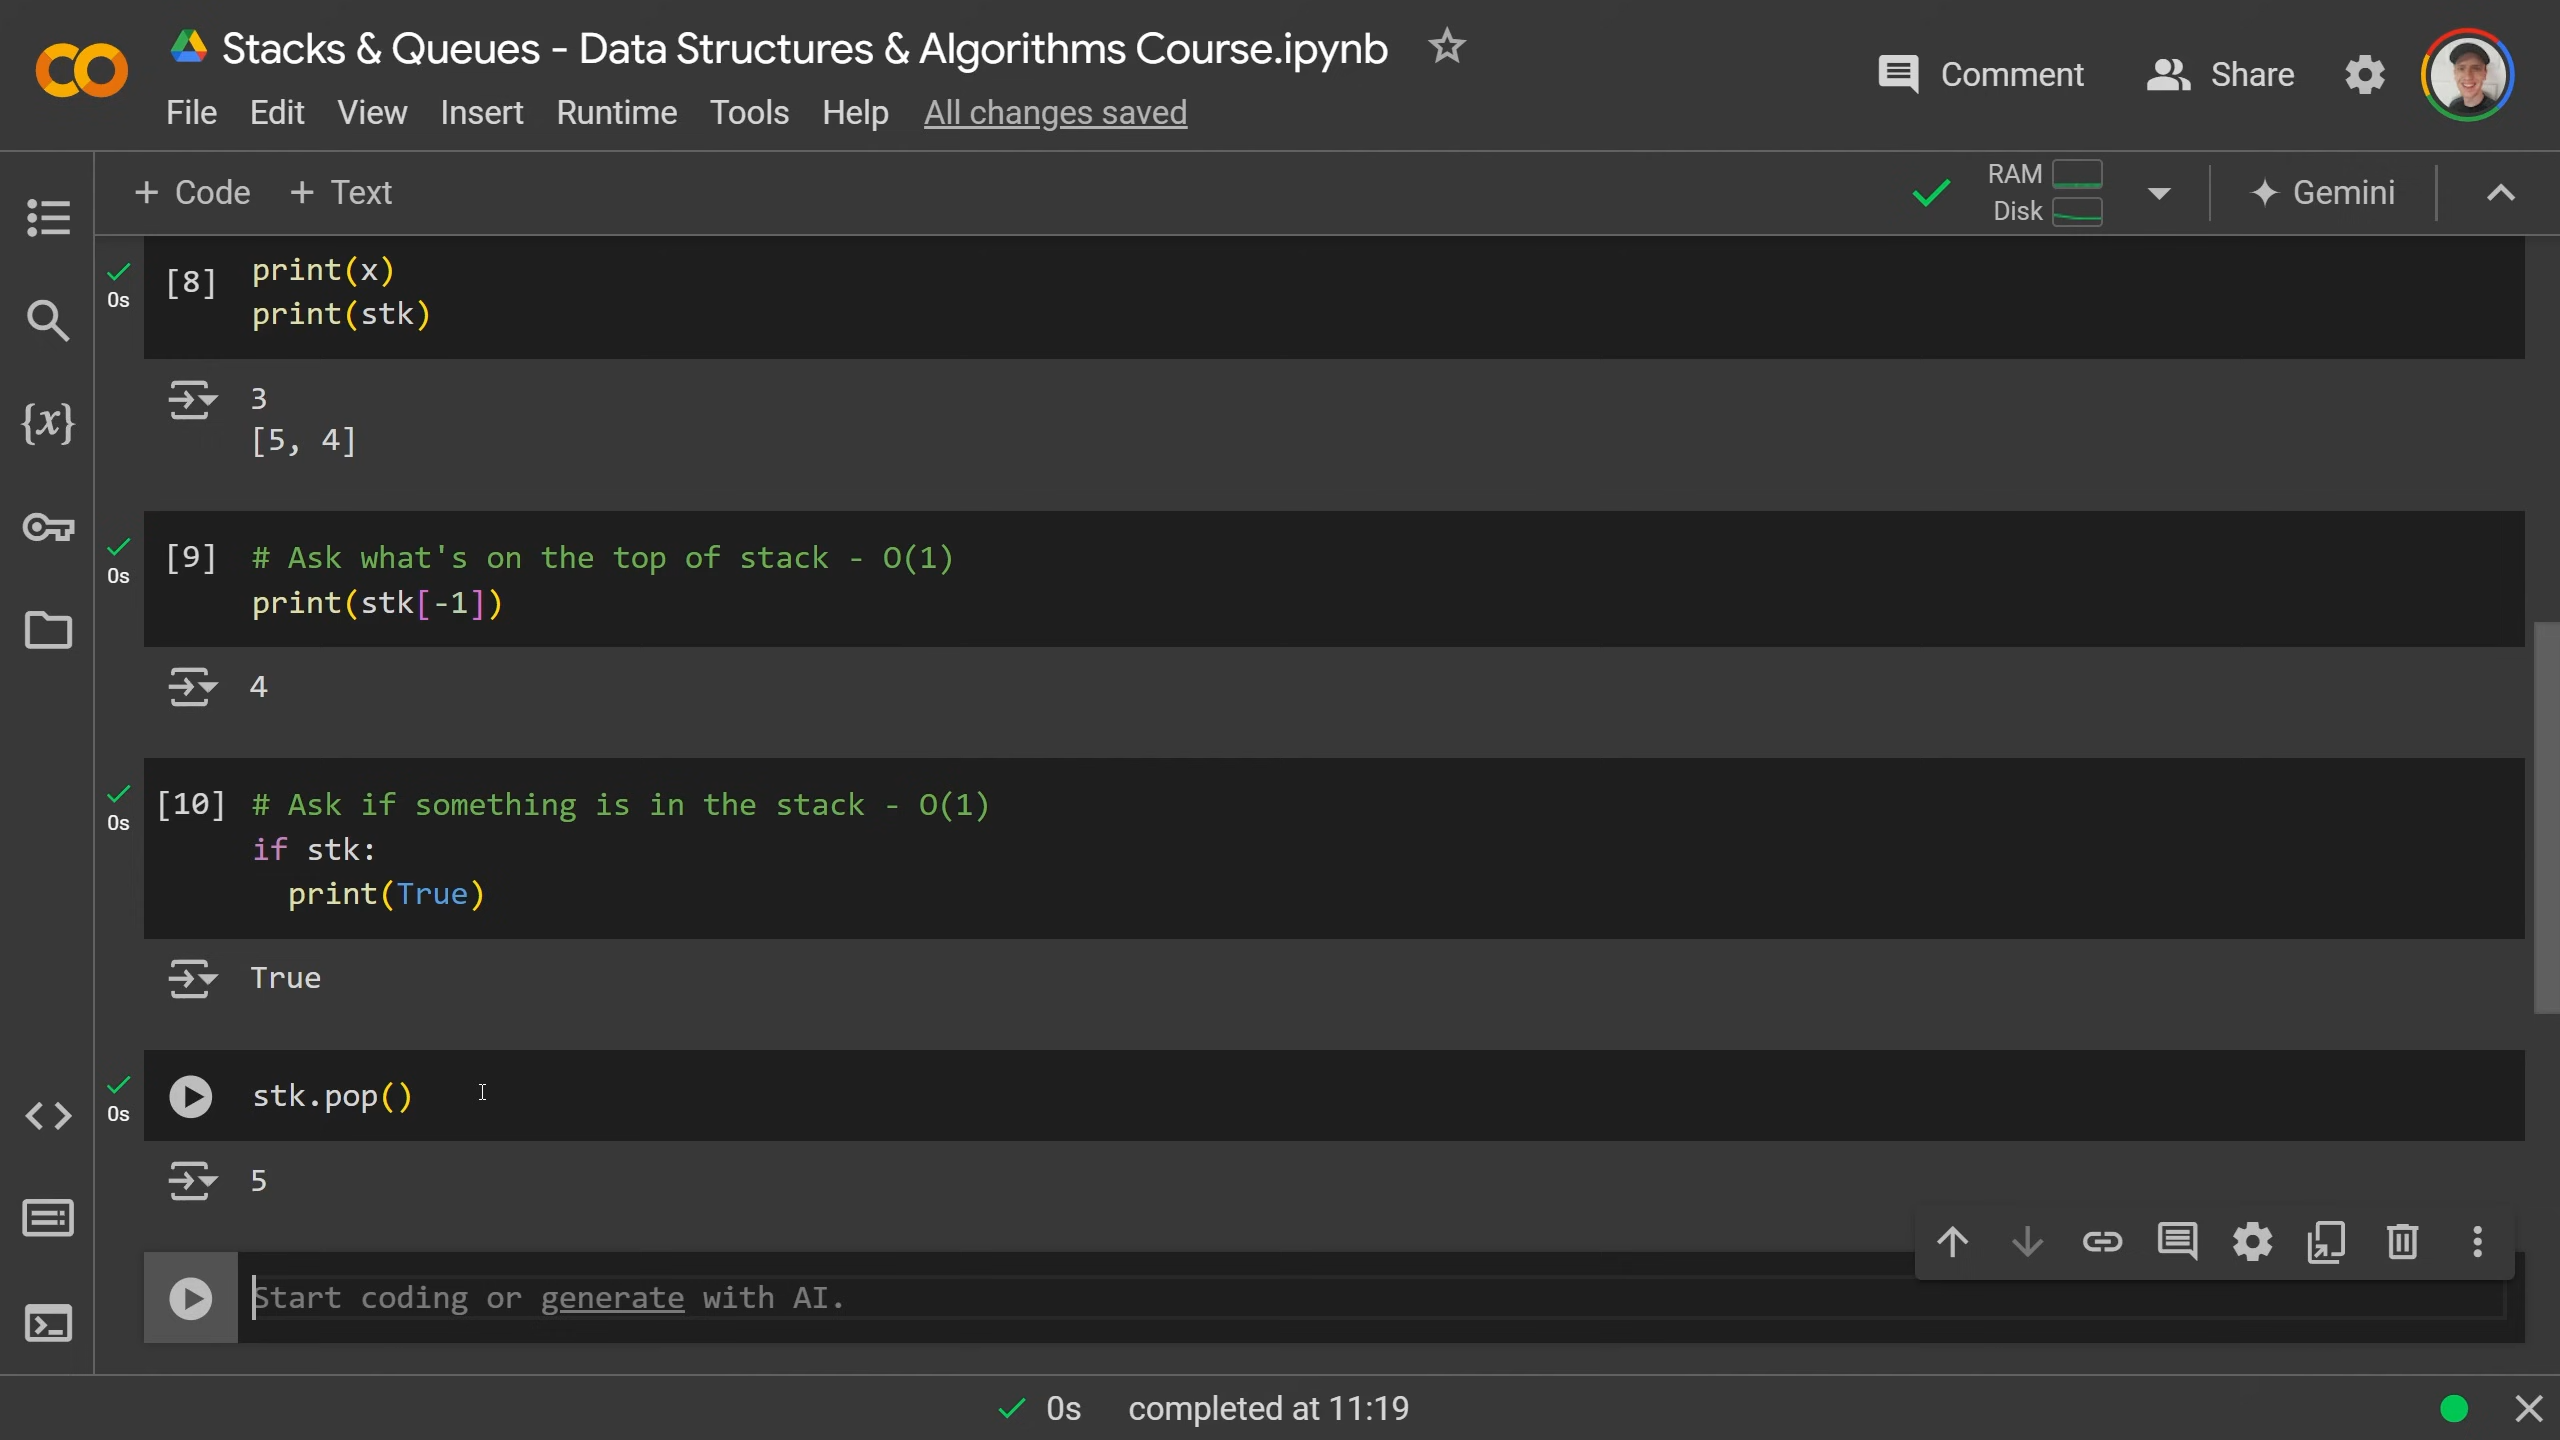 Stacks & Queues - Data Structures & Algorithms Course.ipynb
Comment
Share
File Edit View Insert Runtime Tools Help All changes saved
+ Code + Text
RAM
Disk
Gemini
0s
[8]
print(x)
print(stk)
3
[5, 4]
0s
[9]
# Ask what's on the top of stack - O(1)
print(stk[-1])
4
0s
[10]
# Ask if something is in the stack - O(1)
if stk:
  print(True)
True
0s
stk.pop()
5
Start coding or generate with AI.
0s completed at 11:19